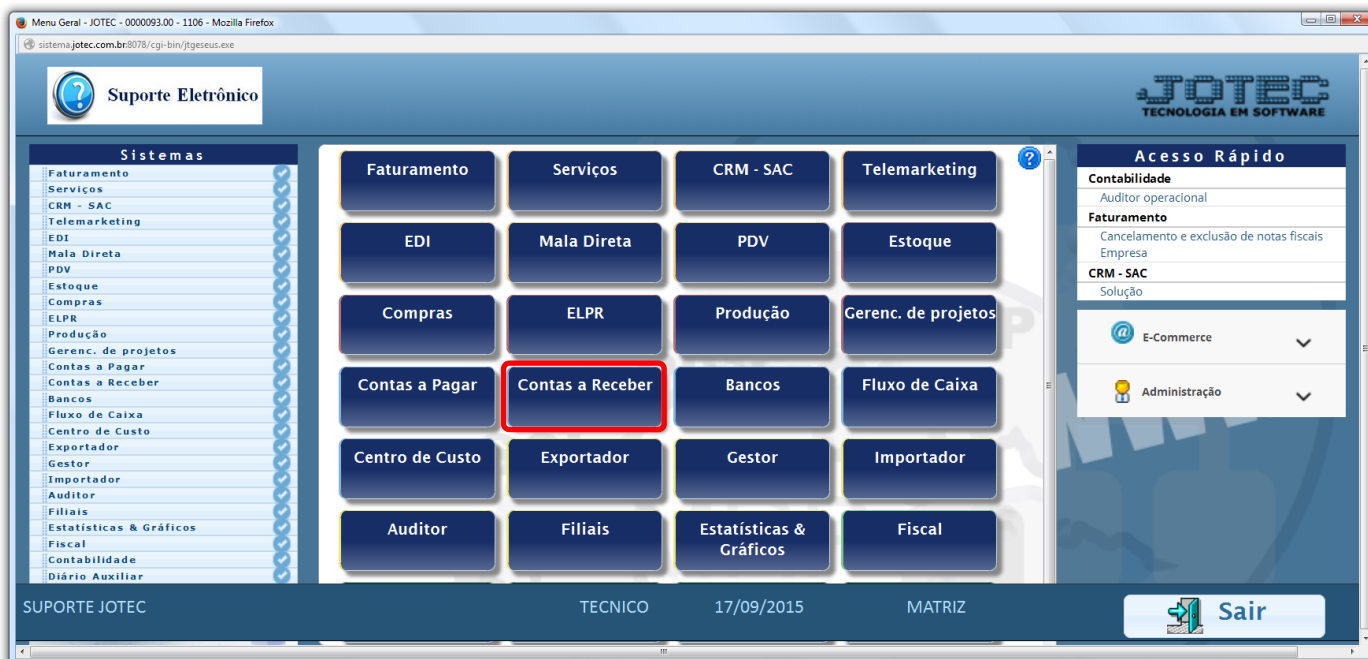 Menu Geral - JOTEC - 0000093.00 - 1106 - Mozilla Firefox
sistema.jotec.com.br:8078/cgi-bin/jtgeseus.exe
Suporte Eletrônico
JOTEC
TECNOLOGIA EM SOFTWARE
Sistemas
Faturamento
Serviços
CRM - SAC
Telemarketing
EDI
Mala Direta
PDV
Estoque
Compras
ELPR
Produção
Gerenc. de projetos
Contas a Pagar
Contas a Receber
Bancos
Fluxo de Caixa
Centro de Custo
Exportador
Gestor
Importador
Auditor
Filiais
Estatísticas & Gráficos
Fiscal
Contabilidade
Diário Auxiliar
Faturamento
Serviços
CRM - SAC
Telemarketing
EDI
Mala Direta
PDV
Estoque
Compras
ELPR
Produção
Gerenc. de projetos
Contas a Pagar
Contas a Receber
Bancos
Fluxo de Caixa
Centro de Custo
Exportador
Gestor
Importador
Auditor
Filiais
Estatísticas &
Gráficos
Fiscal
Acesso Rápido
Contabilidade
Auditor operacional
Faturamento
Cancelamento e exclusão de notas fiscais
Empresa
CRM - SAC
Solução
E-Commerce
Administração
SUPORTE JOTEC
TECNICO
17/09/2015
MATRIZ
Sair